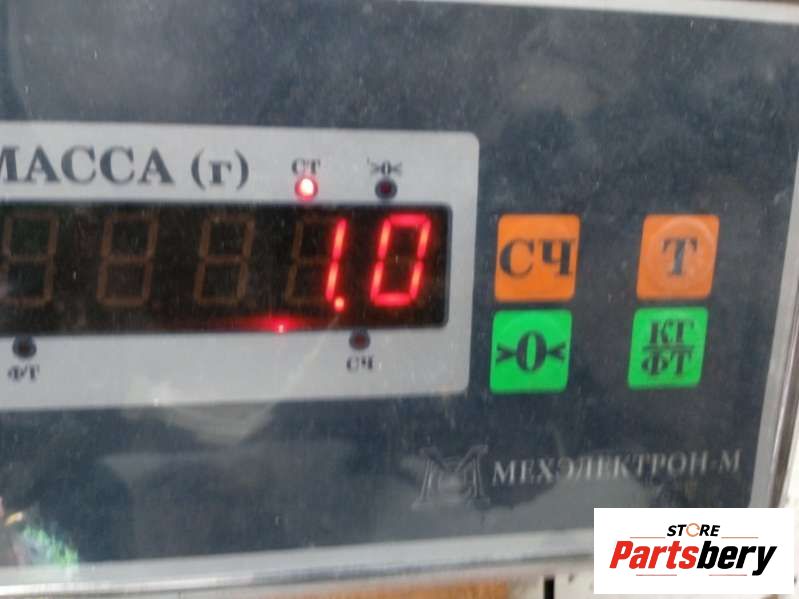 МАССА (г)
СТ
>0<
1.0
ФТ
СЧ
СЧ
Т
>0<
КГ
ФТ
МЕХЭЛЕКТРОН-М
STORE
Partsbery